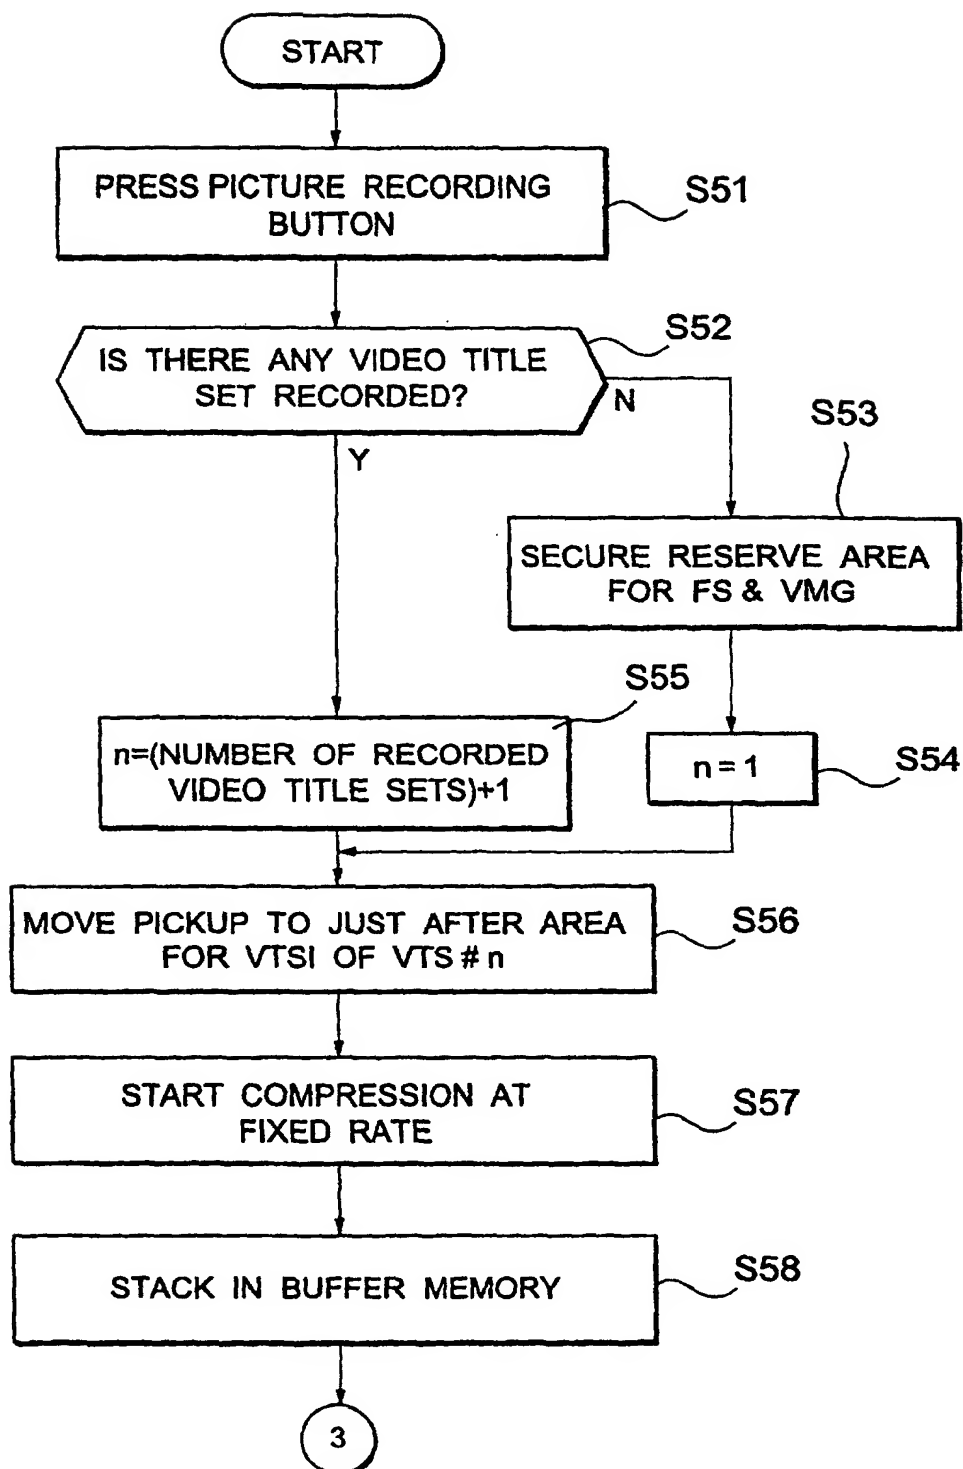 START
PRESS PICTURE RECORDING
BUTTON
S51
IS THERE ANY VIDEO TITLE
SET RECORDED?
S52
N
Y
S53
SECURE RESERVE AREA
FOR FS & VMG
S55
n=(NUMBER OF RECORDED
VIDEO TITLE SETS)+1
n=1
S54
MOVE PICKUP TO JUST AFTER AREA
FOR VTSI OF VTS # n
S56
START COMPRESSION AT
FIXED RATE
S57
STACK IN BUFFER MEMORY
S58
3